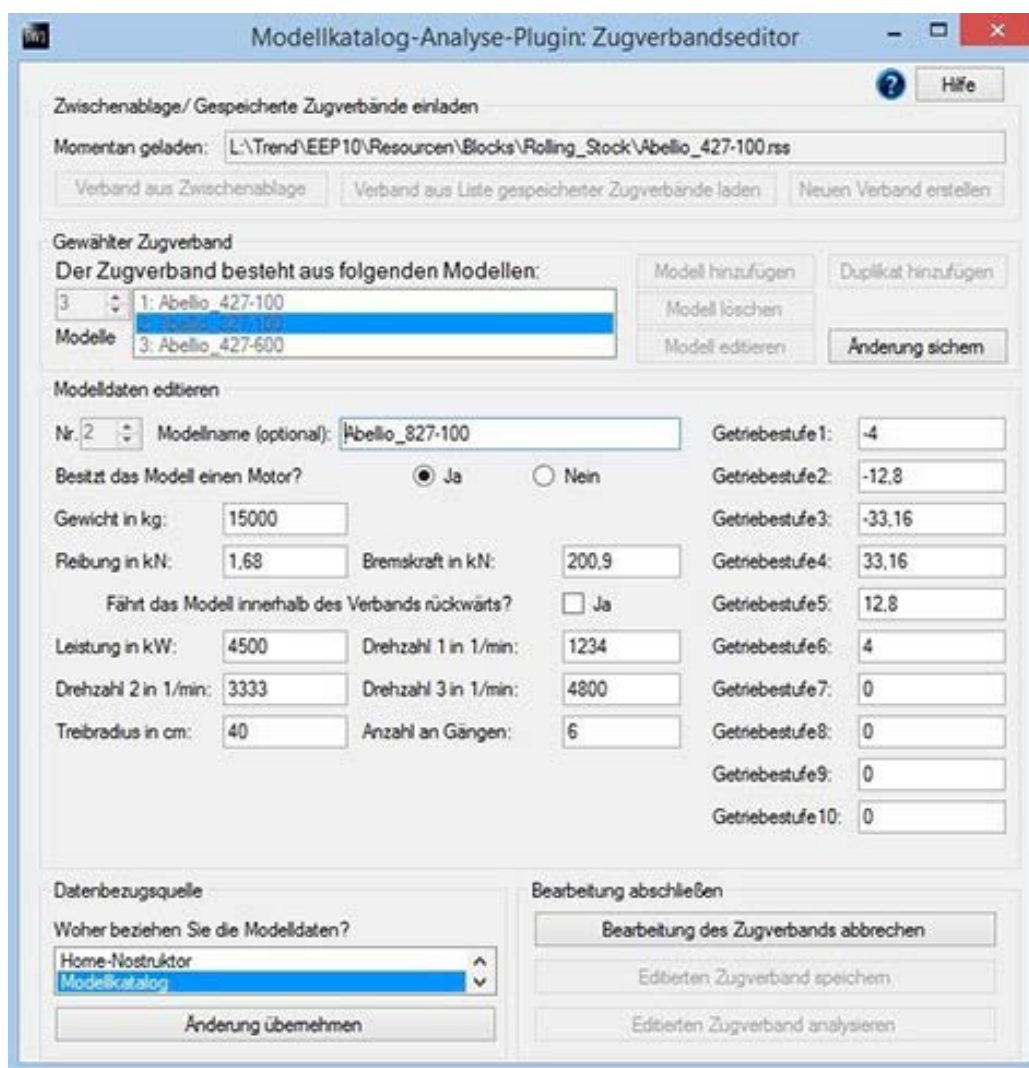 Modellkatalog-Analyse-Plugin: Zugverbandseditor
Hilfe
Zwischenablage/ Gespeicherte Zugverbände einladen
Momentan geladen: L:\Trend\EEP10\Resourcen\Blocks\Rolling_Stock\Abellio_427-100.rss
Verband aus Zwischenablage Verband aus Liste gespeicherter Zugverbände laden Neuen Verband erstellen
Gewählter Zugverband
Der Zugverband besteht aus folgenden Modellen:
Modell hinzufügen Duplikat hinzufügen
3 1: Abellio_427-100
Modell löschen
2: Abellio_827-100
Modelle 3: Abellio_427-600
Modell editieren Änderung sichern
Modelldaten editieren
Nr. 2 Modellname (optional): Abellio_827-100 Getriebestufe1: -4
Besitzt das Modell einen Motor? Ja Nein Getriebestufe2: -12,8
Gewicht in kg: 15000 Getriebestufe3: -33,16
Reibung in kN: 1,68 Bremskraft in kN: 200,9 Getriebestufe4: 33,16
Fährt das Modell innerhalb des Verbands rückwärts? Ja Getriebestufe5: 12,8
Leistung in kW: 4500 Drehzahl 1 in 1/min: 1234 Getriebestufe6: 4
Drehzahl 2 in 1/min: 3333 Drehzahl 3 in 1/min: 4800 Getriebestufe7: 0
Treibradius in cm: 40 Anzahl an Gängen: 6 Getriebestufe8: 0
Getriebestufe9: 0
Getriebestufe10: 0
Datenbezugsquelle
Woher beziehen Sie die Modelldaten?
Home-Nostruktor
Modellkatalog
Änderung übernehmen
Bearbeitung abschließen
Bearbeitung des Zugverbands abbrechen
Editierten Zugverband speichern
Editierten Zugverband analysieren